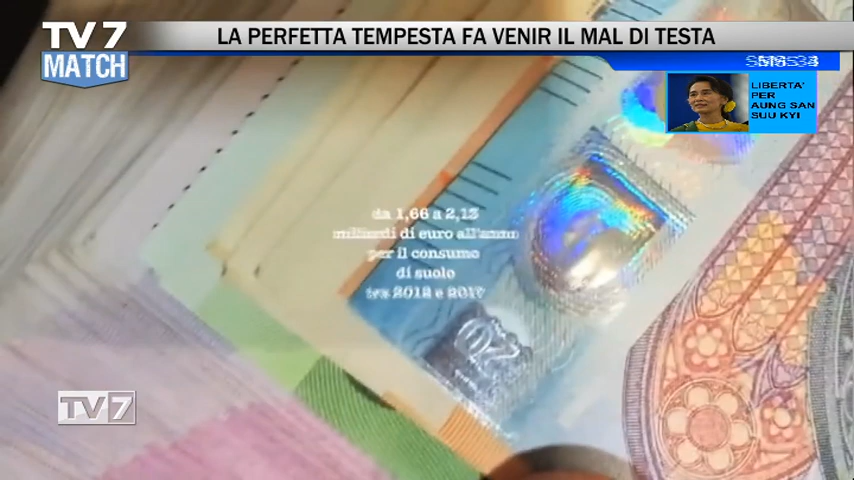 TV7
MATCH
LA PERFETTA TEMPESTA FA VENIR IL MAL DI TESTA
LIBERTA'
PER
AUNG SAN
SUU KYI
da 1,66 a 2,13
miliardi di euro all'anno
per il consumo
di suolo
tra 2012 e 2017
20
TV7